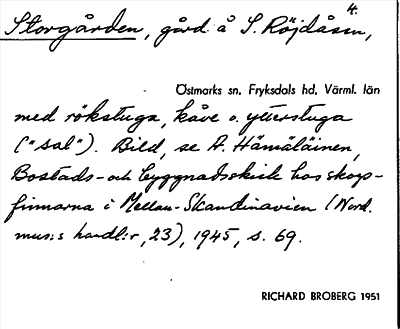 4.
Storgården, gård å S. Röjdåsen,
Östmarks sn. Fryksdals hd. Värml. län
med rökstuga, kåve o. ytterstuga
("sal"). Bild, se A. Hämäläinen,
Bostads- och byggnadsskick hos skogs-
finnarna i Mellan-Skandinavien (Nord.
mus:s handl:r, 23), 1945, s. 69.
RICHARD BROBERG 1951